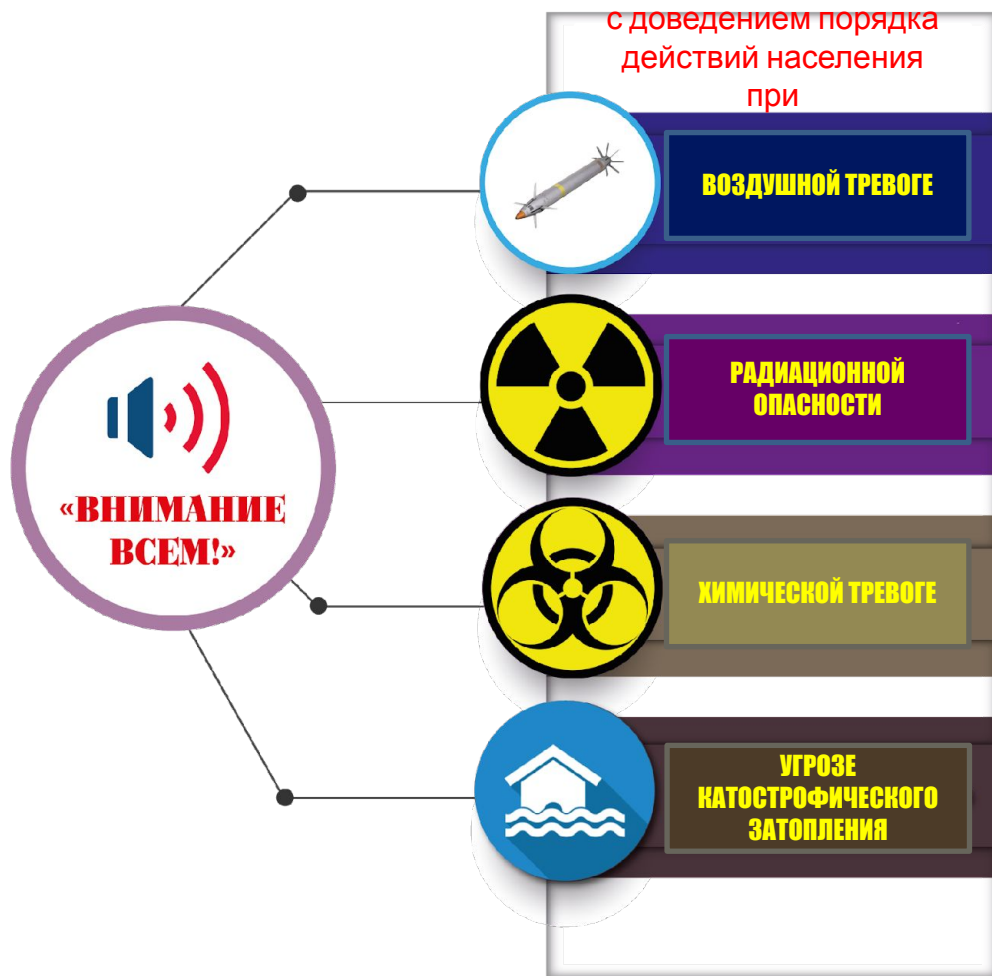 с доведением порядка
действий населения
при
ВОЗДУШНОЙ ТРЕВОГЕ
РАДИАЦИОННОЙ
ОПАСНОСТИ
«ВНИМАНИЕ
ВСЕМ!»
ХИМИЧЕСКОЙ ТРЕВОГЕ
УГРОЗЕ
КАТОСТРОФИЧЕСКОГО
ЗАТОПЛЕНИЯ